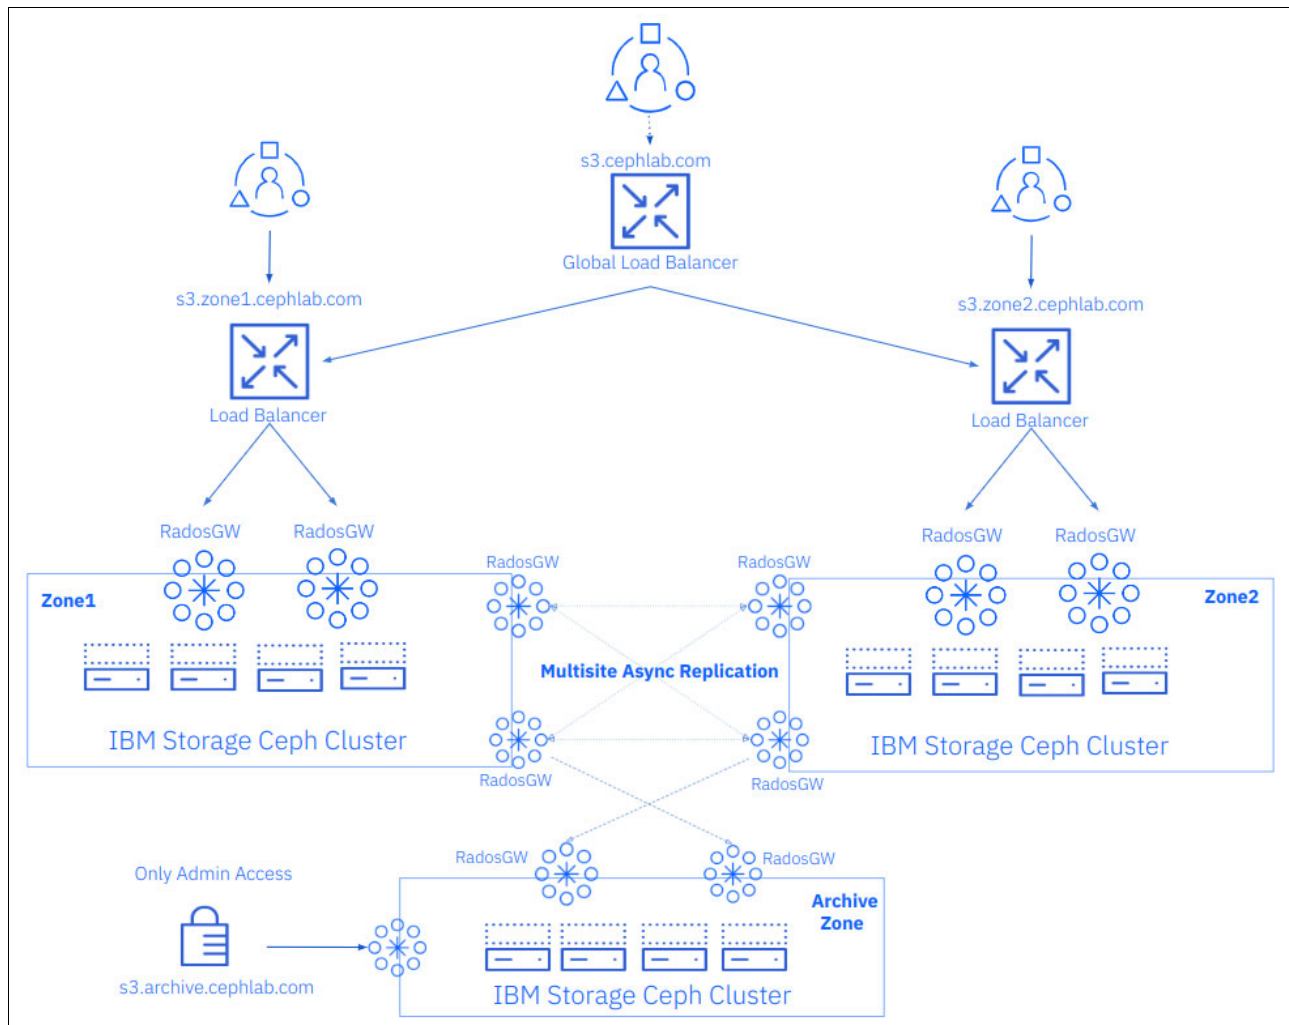 s3.cephlab.com
Global Load Balancer
s3.zone1.cephlab.com
s3.zone2.cephlab.com
Load Balancer
Load Balancer
RadosGW
RadosGW
RadosGW
RadosGW
RadosGW
RadosGW
Zone1
Zone2
Multisite Async Replication
IBM Storage Ceph Cluster
IBM Storage Ceph Cluster
RadosGW
RadosGW
RadosGW
RadosGW
Only Admin Access
Archive
Zone
s3.archive.cephlab.com
IBM Storage Ceph Cluster